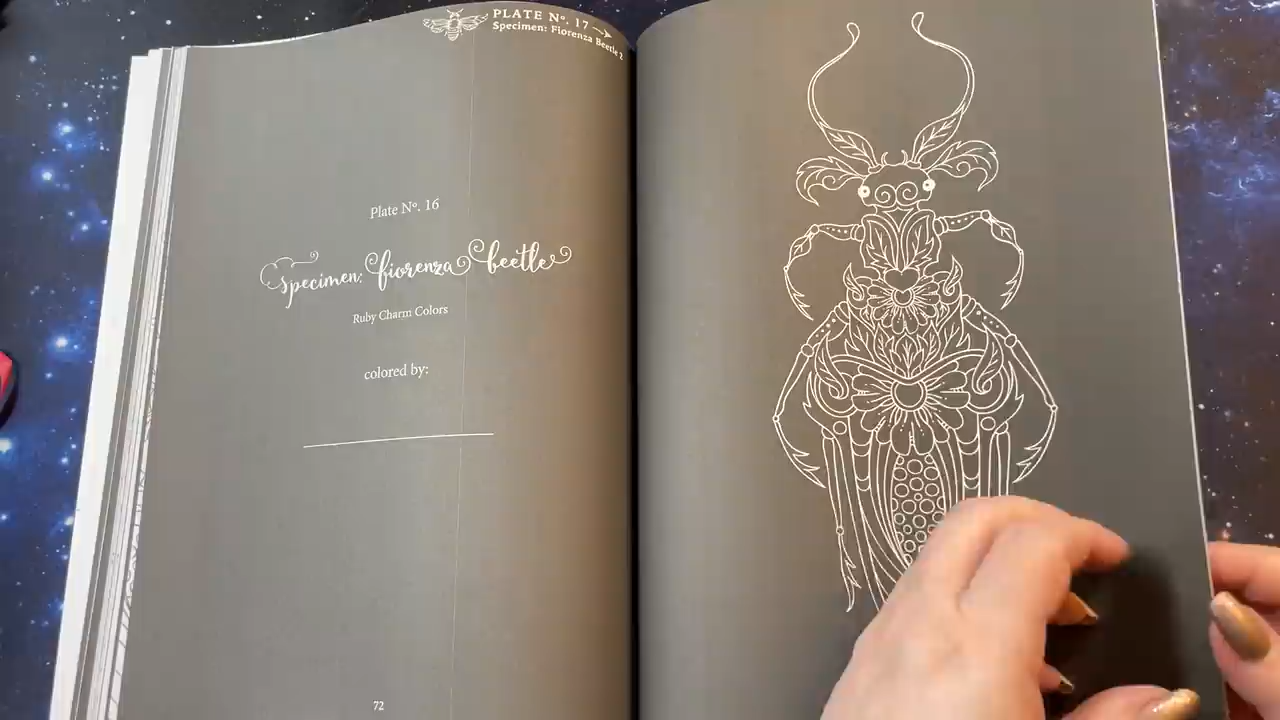 PLATE Nº. 17
Specimen: Fiorenza Beetle 2
Plate Nº. 16
Specimen: fiorenza beetle
Ruby Charm Colors
colored by:
72